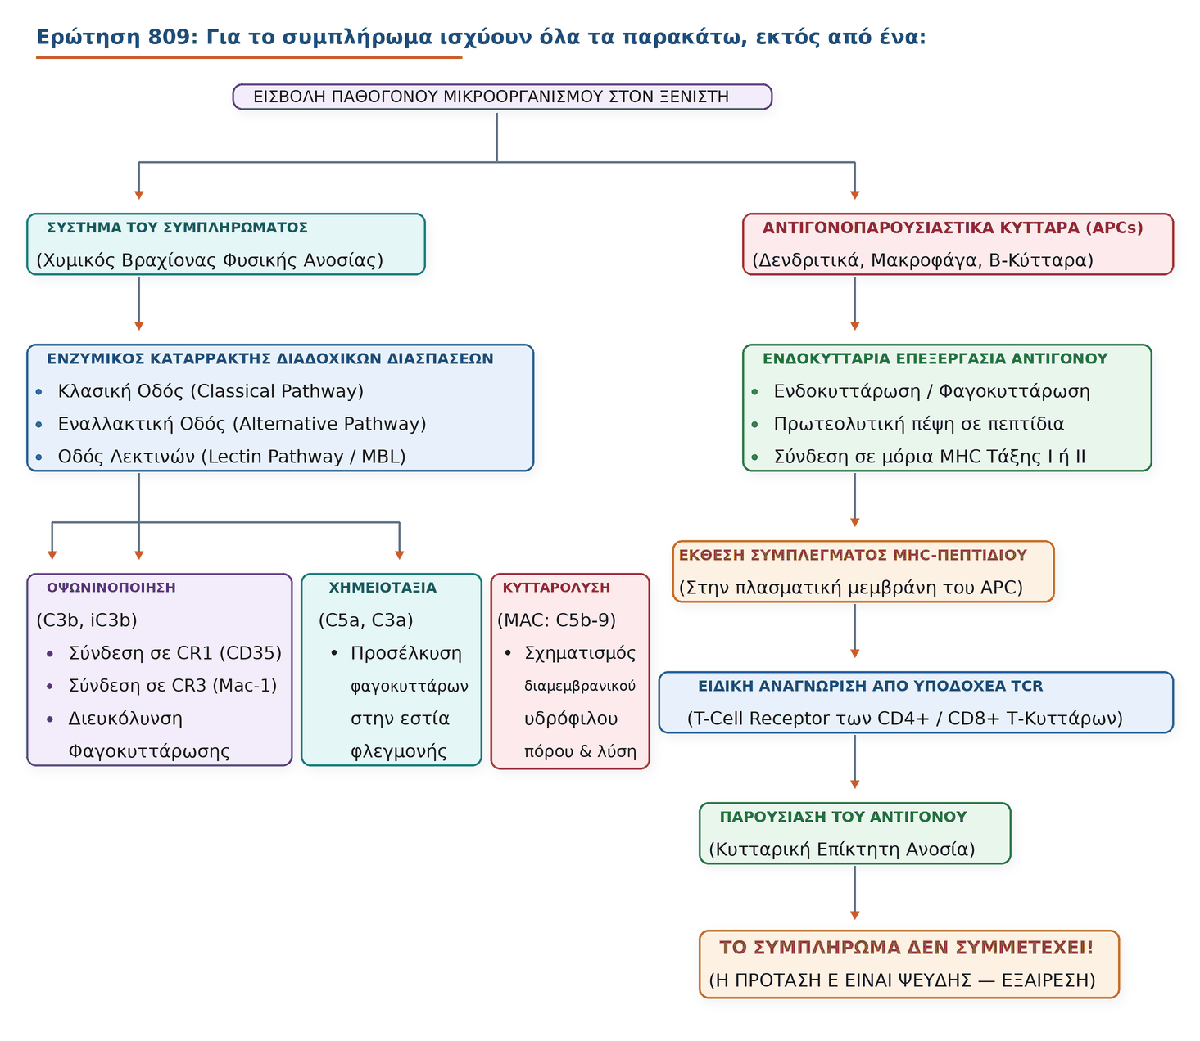 Ερώτηση 809: Για το συμπλήρωμα ισχύουν όλα τα παρακάτω, εκτός από ένα:
ΕΙΣΒΟΛΗ ΠΑΘΟΓΟΝΟΥ ΜΙΚΡΟΟΡΓΑΝΙΣΜΟΥ ΣΤΟΝ ΞΕΝΙΣΤΗ
ΣΥΣΤΗΜΑ ΤΟΥ ΣΥΜΠΛΗΡΩΜΑΤΟΣ
(Χυμικός Βραχίονας Φυσικής Ανοσίας)
ΕΝΖΥΜΙΚΟΣ ΚΑΤΑΡΡΑΚΤΗΣ ΔΙΑΔΟΧΙΚΩΝ ΔΙΑΣΠΑΣΕΩΝ
• Κλασική Οδός (Classical Pathway)
• Εναλλακτική Οδός (Alternative Pathway)
• Οδός Λεκτινών (Lectin Pathway / MBL)
ΟΨΩΝΙΝΟΠΟΙΗΣΗ
(C3b, iC3b)
• Σύνδεση σε CR1 (CD35)
• Σύνδεση σε CR3 (Mac-1)
• Διευκόλυνση
Φαγοκυττάρωσης
ΧΗΜΕΙΟΤΑΞΙΑ
(C5a, C3a)
• Προσέλκυση
φαγοκυττάρων
στην εστία
φλεγμονής
ΚΥΤΤΑΡΟΛΥΣΗ
(MAC: C5b-9)
• Σχηματισμός
διαμεμβρανικού
υδρόφιλου
πόρου & λύση
ΑΝΤΙΓΟΝΟΠΑΡΟΥΣΙΑΣΤΙΚΑ ΚΥΤΤΑΡΑ (APCs)
(Δενδριτικά, Μακροφάγα, Β-Κύτταρα)
ΕΝΔΟΚΥΤΤΑΡΙΑ ΕΠΕΞΕΡΓΑΣΙΑ ΑΝΤΙΓΟΝΟΥ
• Ενδοκυττάρωση / Φαγοκυττάρωση
• Πρωτεολυτική πέψη σε πεπτίδια
• Σύνδεση σε μόρια MHC Τάξης I ή II
ΕΚΘΕΣΗ ΣΥΜΠΛΕΓΜΑΤΟΣ MHC-ΠΕΠΤΙΔΙΟΥ
(Στην πλασματική μεμβράνη του APC)
ΕΙΔΙΚΗ ΑΝΑΓΝΩΡΙΣΗ ΑΠΟ ΥΠΟΔΟΧΕΑ TCR
(T-Cell Receptor των CD4+ / CD8+ Τ-Κυττάρων)
ΠΑΡΟΥΣΙΑΣΗ ΤΟΥ ΑΝΤΙΓΟΝΟΥ
(Κυτταρική Επίκτητη Ανοσία)
ΤΟ ΣΥΜΠΛΗΡΩΜΑ ΔΕΝ ΣΥΜΜΕΤΕΧΕΙ!
(Η ΠΡΟΤΑΣΗ Ε ΕΙΝΑΙ ΨΕΥΔΗΣ — ΕΞΑΙΡΕΣΗ)